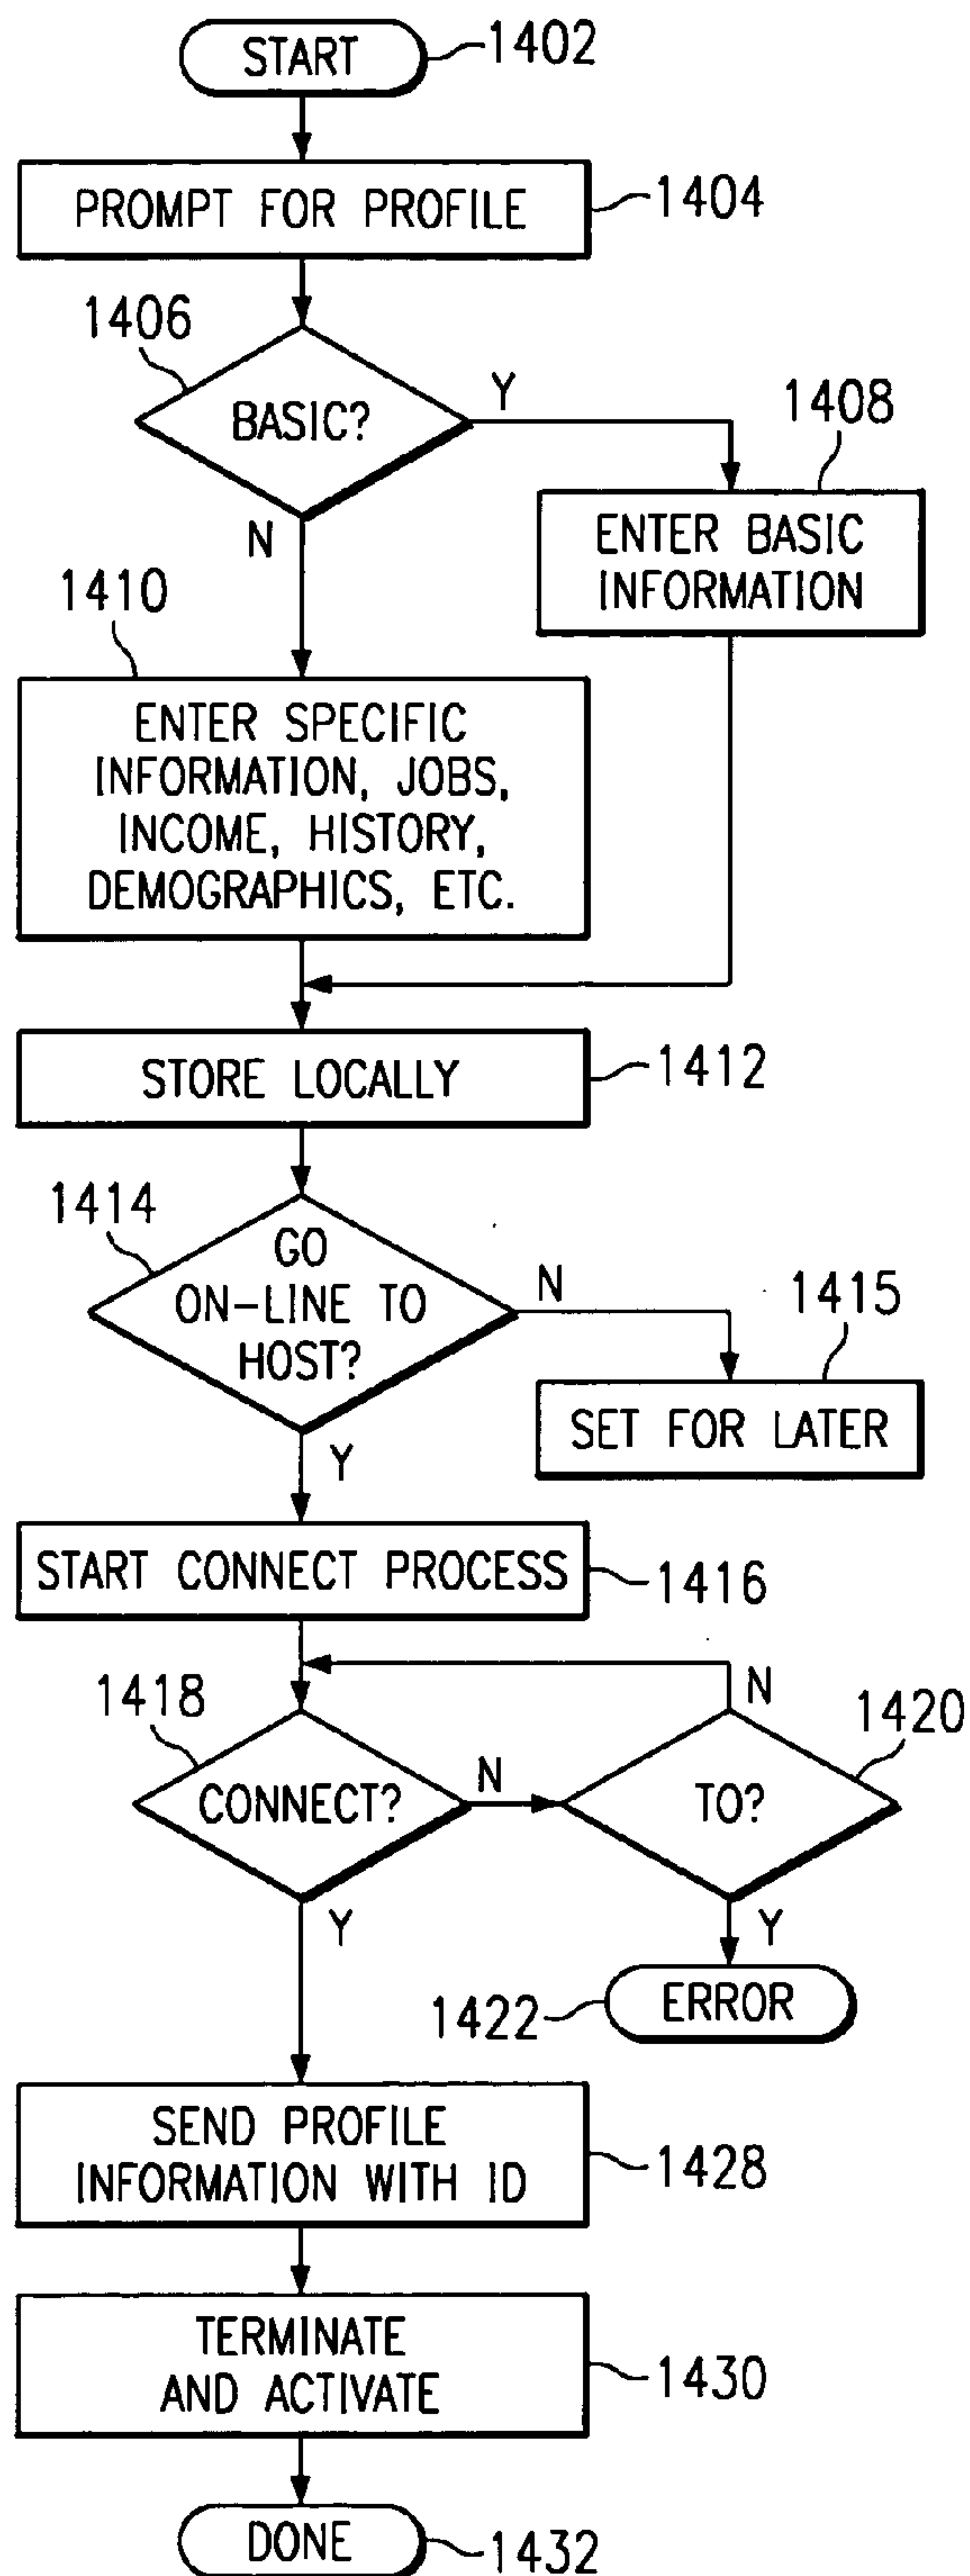 START
1402
PROMPT FOR PROFILE
1404
1406
BASIC?
Y
N
1408
ENTER BASIC
INFORMATION
1410
ENTER SPECIFIC
INFORMATION, JOBS,
INCOME, HISTORY,
DEMOGRAPHICS, ETC.
STORE LOCALLY
1412
1414
GO
ON-LINE TO
HOST?
N
Y
1415
SET FOR LATER
START CONNECT PROCESS
1416
1418
CONNECT?
N
Y
1420
TO?
N
Y
1422
ERROR
SEND PROFILE
INFORMATION WITH ID
1428
TERMINATE
AND ACTIVATE
1430
DONE
1432